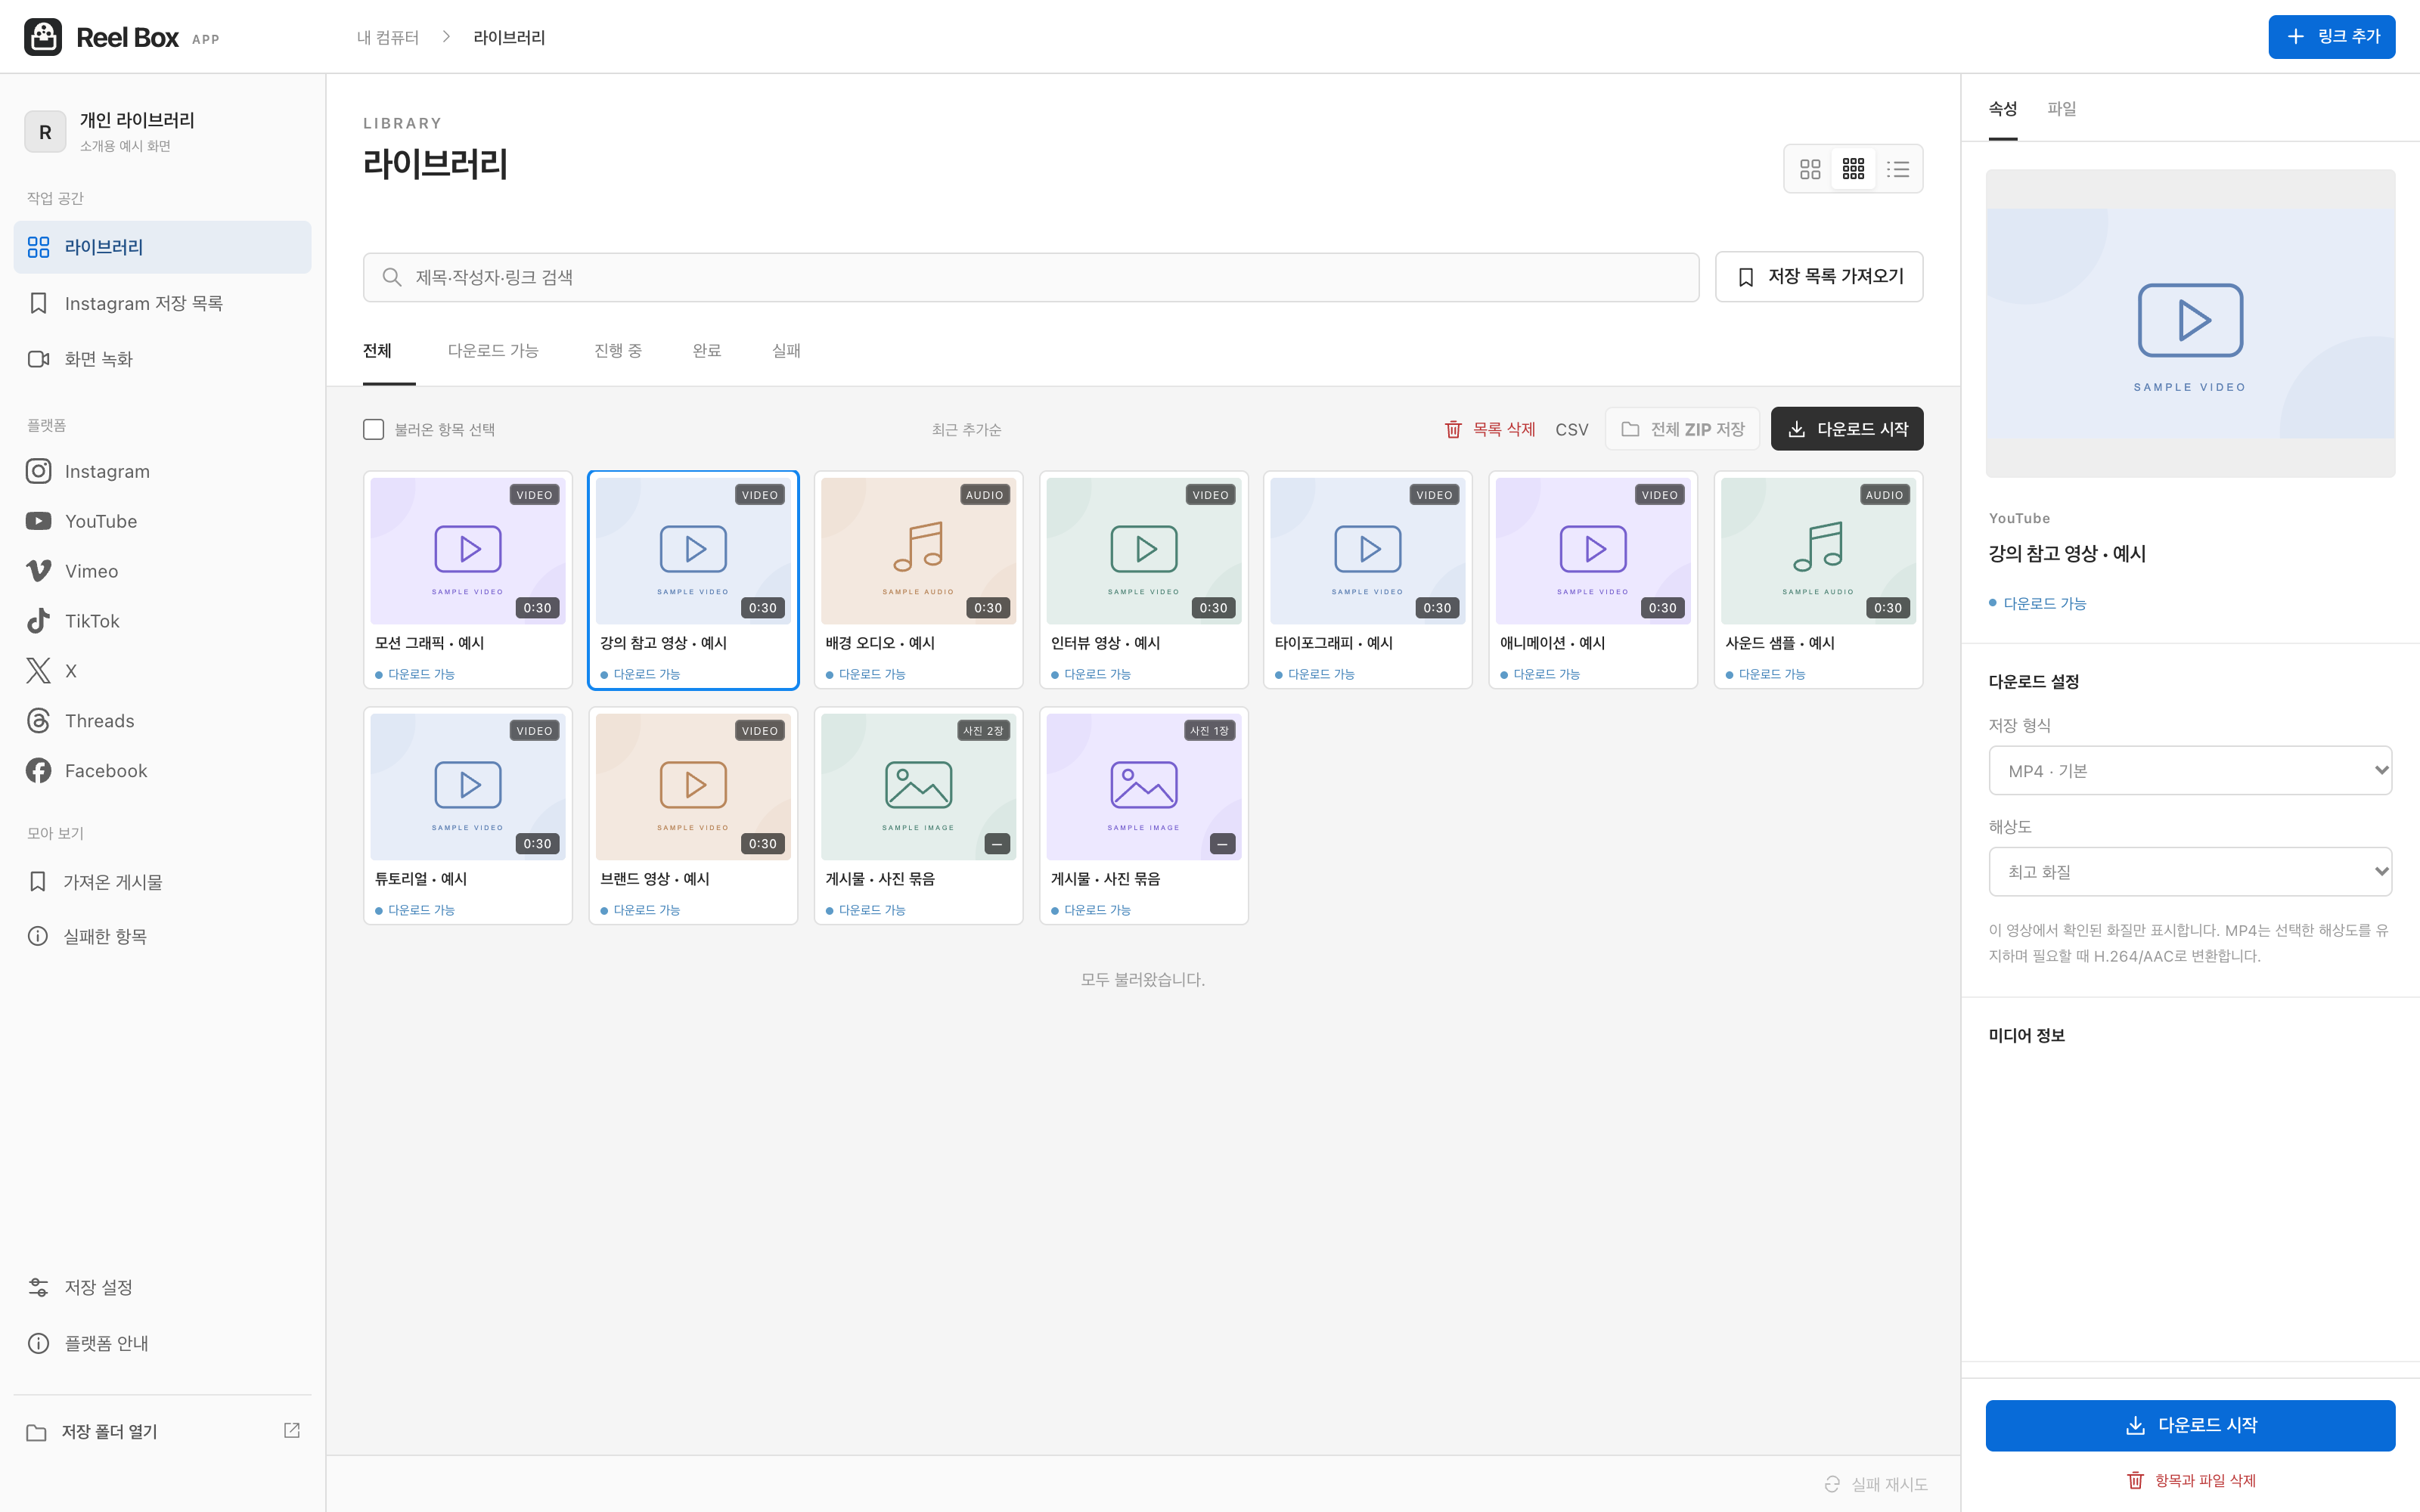 Reel Box APP
내 컴퓨터
라이브러리
링크 추가
R
개인 라이브러리
소개용 예시 화면
작업 공간
라이브러리
Instagram 저장 목록
화면 녹화
플랫폼
Instagram
YouTube
Vimeo
TikTok
X
Threads
Facebook
모아 보기
가져온 게시물
실패한 항목
저장 설정
플랫폼 안내
저장 폴더 열기
LIBRARY
라이브러리
제목·작성자·링크 검색
저장 목록 가져오기
전체
다운로드 가능
진행 중
완료
실패
불러온 항목 선택
최근 추가순
목록 삭제
CSV
전체 ZIP 저장
다운로드 시작
VIDEO
SAMPLE VIDEO
0:30
모션 그래픽 · 예시
다운로드 가능
VIDEO
SAMPLE VIDEO
0:30
강의 참고 영상 · 예시
다운로드 가능
AUDIO
SAMPLE AUDIO
0:30
배경 오디오 · 예시
다운로드 가능
VIDEO
SAMPLE VIDEO
0:30
인터뷰 영상 · 예시
다운로드 가능
VIDEO
SAMPLE VIDEO
0:30
타이포그래피 · 예시
다운로드 가능
VIDEO
SAMPLE VIDEO
0:30
애니메이션 · 예시
다운로드 가능
AUDIO
SAMPLE AUDIO
0:30
사운드 샘플 · 예시
다운로드 가능
VIDEO
SAMPLE VIDEO
0:30
튜토리얼 · 예시
다운로드 가능
VIDEO
SAMPLE VIDEO
0:30
브랜드 영상 · 예시
다운로드 가능
사진 2장
SAMPLE IMAGE
—
게시물 · 사진 묶음
다운로드 가능
사진 1장
SAMPLE IMAGE
—
게시물 · 사진 묶음
다운로드 가능
모두 불러왔습니다.
실패 재시도
속성
파일
SAMPLE VIDEO
YouTube
강의 참고 영상 · 예시
다운로드 가능
다운로드 설정
저장 형식
MP4 · 기본
해상도
최고 화질
이 영상에서 확인된 화질만 표시합니다. MP4는 선택한 해상도를 유
지하며 필요할 때 H.264/AAC로 변환합니다.
미디어 정보
다운로드 시작
항목과 파일 삭제